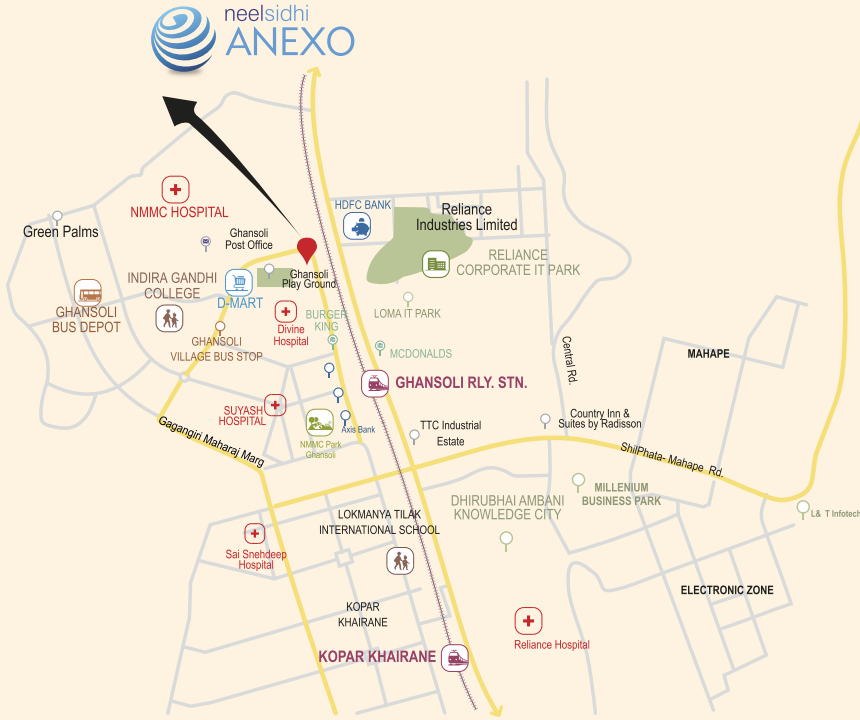 neelsidhi
ANEXO
HDFC BANK
NMMC HOSPITAL
Reliance
Industries Limited
Green Palms
Ghansoli
Post Office
RELIANCE
CORPORATE IT PARK
INDIRA GANDHI
COLLEGE
Ghansoli
Play Ground
D-MART
GHANSOLI
BUS DEPOT
BURGER
KING
LOMA IT PARK
Divine
Hospital
GHANSOLI
VILLAGE BUS STOP
MCDONALDS
Central Rd.
MAHAPE
GHANSOLI RLY. STN.
SUYASH
HOSPITAL
Axis Bank
Country Inn &
Suites by Radisson
TTC Industrial
Estate
Gagangiri Maharaj Marg
NMMC Park
Ghansoli
ShilPhata- Mahape Rd.
DHIRUBHAI AMBANI
KNOWLEDGE CITY
MILLENIUM
BUSINESS PARK
L& T Infotech
LOKMANYA TILAK
INTERNATIONAL SCHOOL
Sai Snehdeep
Hospital
ELECTRONIC ZONE
KOPAR
KHAIRANE
Reliance Hospital
KOPAR KHAIRANE